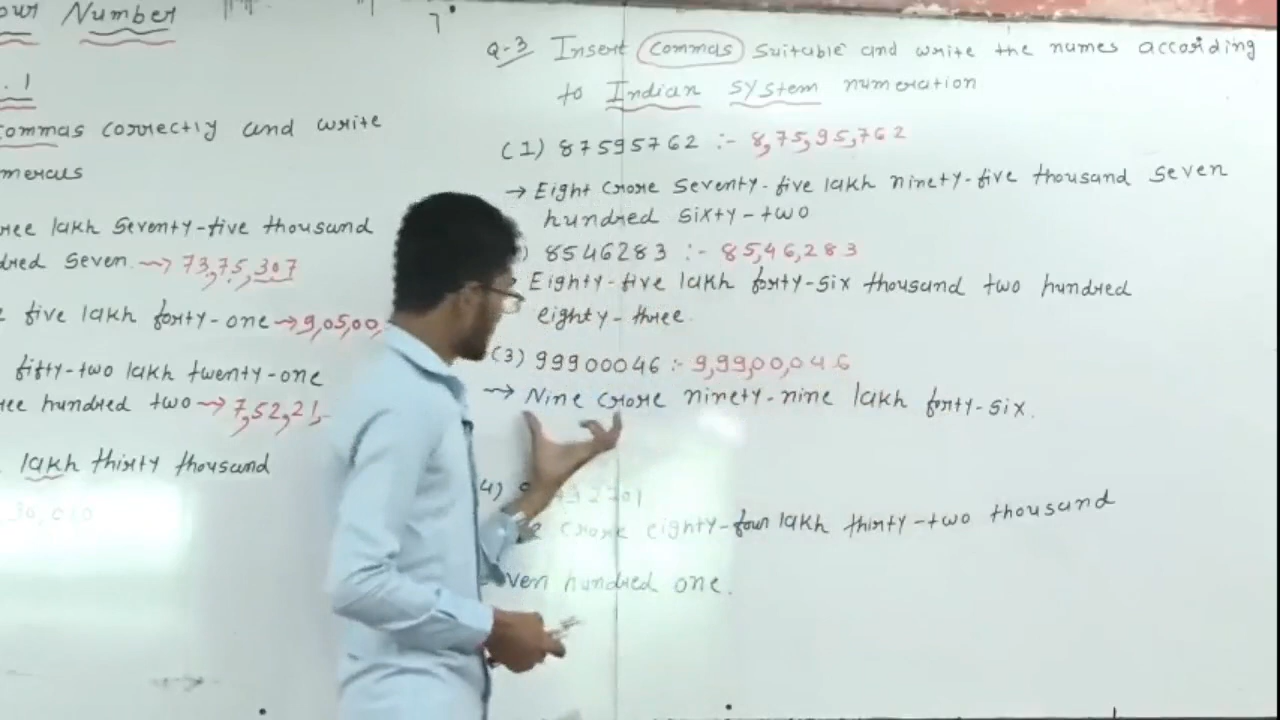 our Number
. 1
commas correctly and write
merals
ree lakh Seventy-five thousand
dred seven. → 73,75,307
five lakh forty-one → 9,05,00,
fifty-two lakh twenty-one
ree hundred two → 7,52,21,
lakh thirty thousand
30,010
Q-3 Insert commas suitable and write the names according
to Indian system numeration
(1) 87595762 :- 8,75,95,762
→ Eight crore seventy-five lakh ninety-five thousand seven
hundred sixty-two
) 8546283 :- 85,46,283
Eighty-five lakh forty-six thousand two hundred
eighty-three.
(3) 99900046 :- 9,99,00,046
→ Nine crore ninety-nine lakh forty-six.
4) 32701
crore eighty-four lakh thirty-two thousand
ven hundred one.